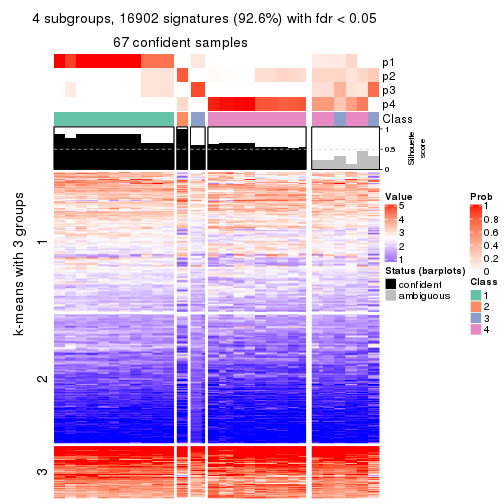 4 subgroups, 16902 signatures (92.6%) with fdr < 0.05
67 confident samples
p1
p2
p3
p4
Class
1
0.5
0
Silhouette
score
k-means with 3 groups
1
2
3
Value
5
4
3
2
1
Status (barplots)
confident
ambiguous
Prob
1
0.8
0.6
0.4
0.2
0
Class
1
2
3
4